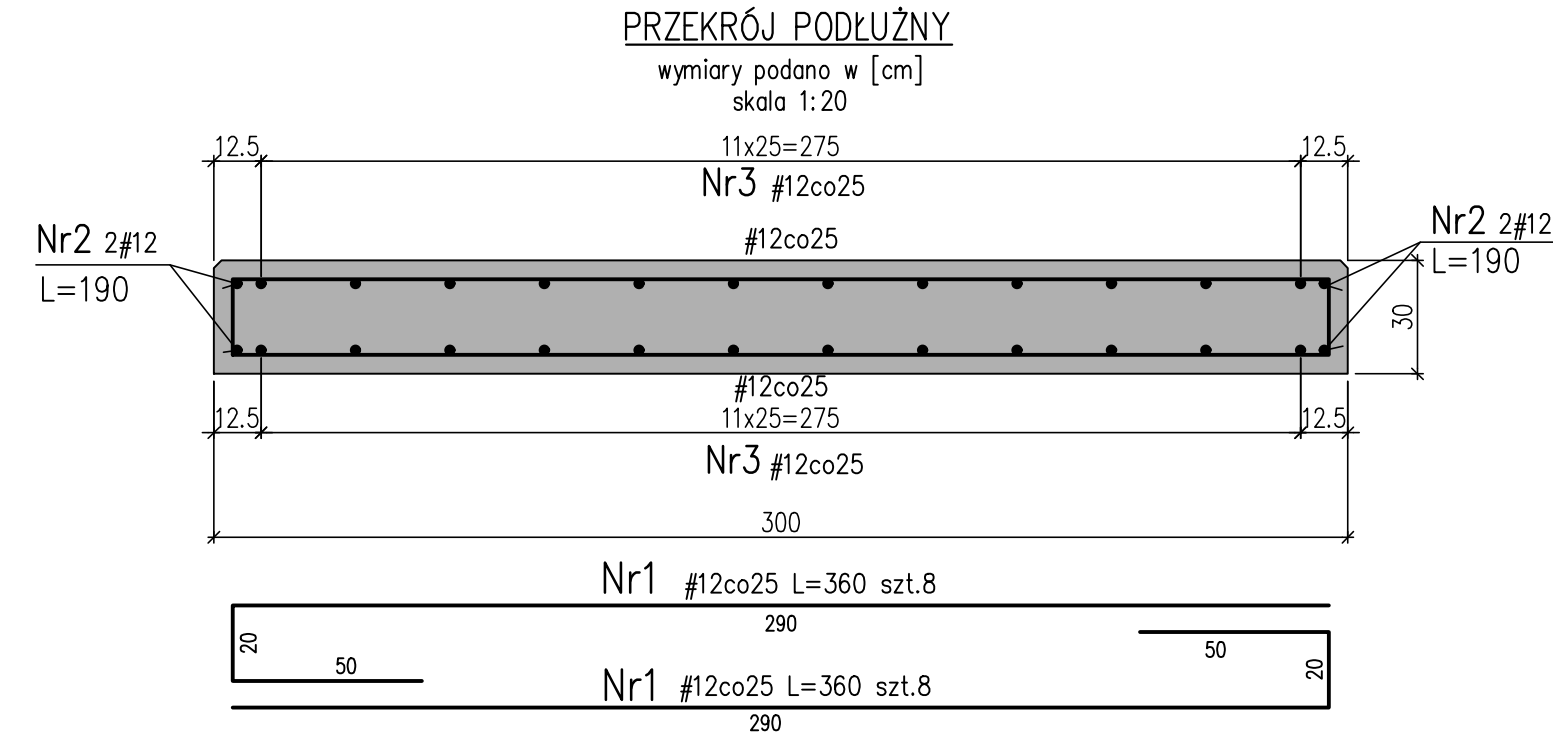 PRZEKRÓJ PODŁUŻNY
wymiary podano w [cm]
skala 1:20
12.5
11x25=275
12.5
Nr3 #12co25
Nr2 2#12
L=190
#12co25
Nr2 2#12
L=190
30
#12co25
12.5
11x25=275
12.5
Nr3 #12co25
300
Nr1 #12co25 L=360 szt.8
290
20
50
50
20
Nr1 #12co25 L=360 szt.8
290